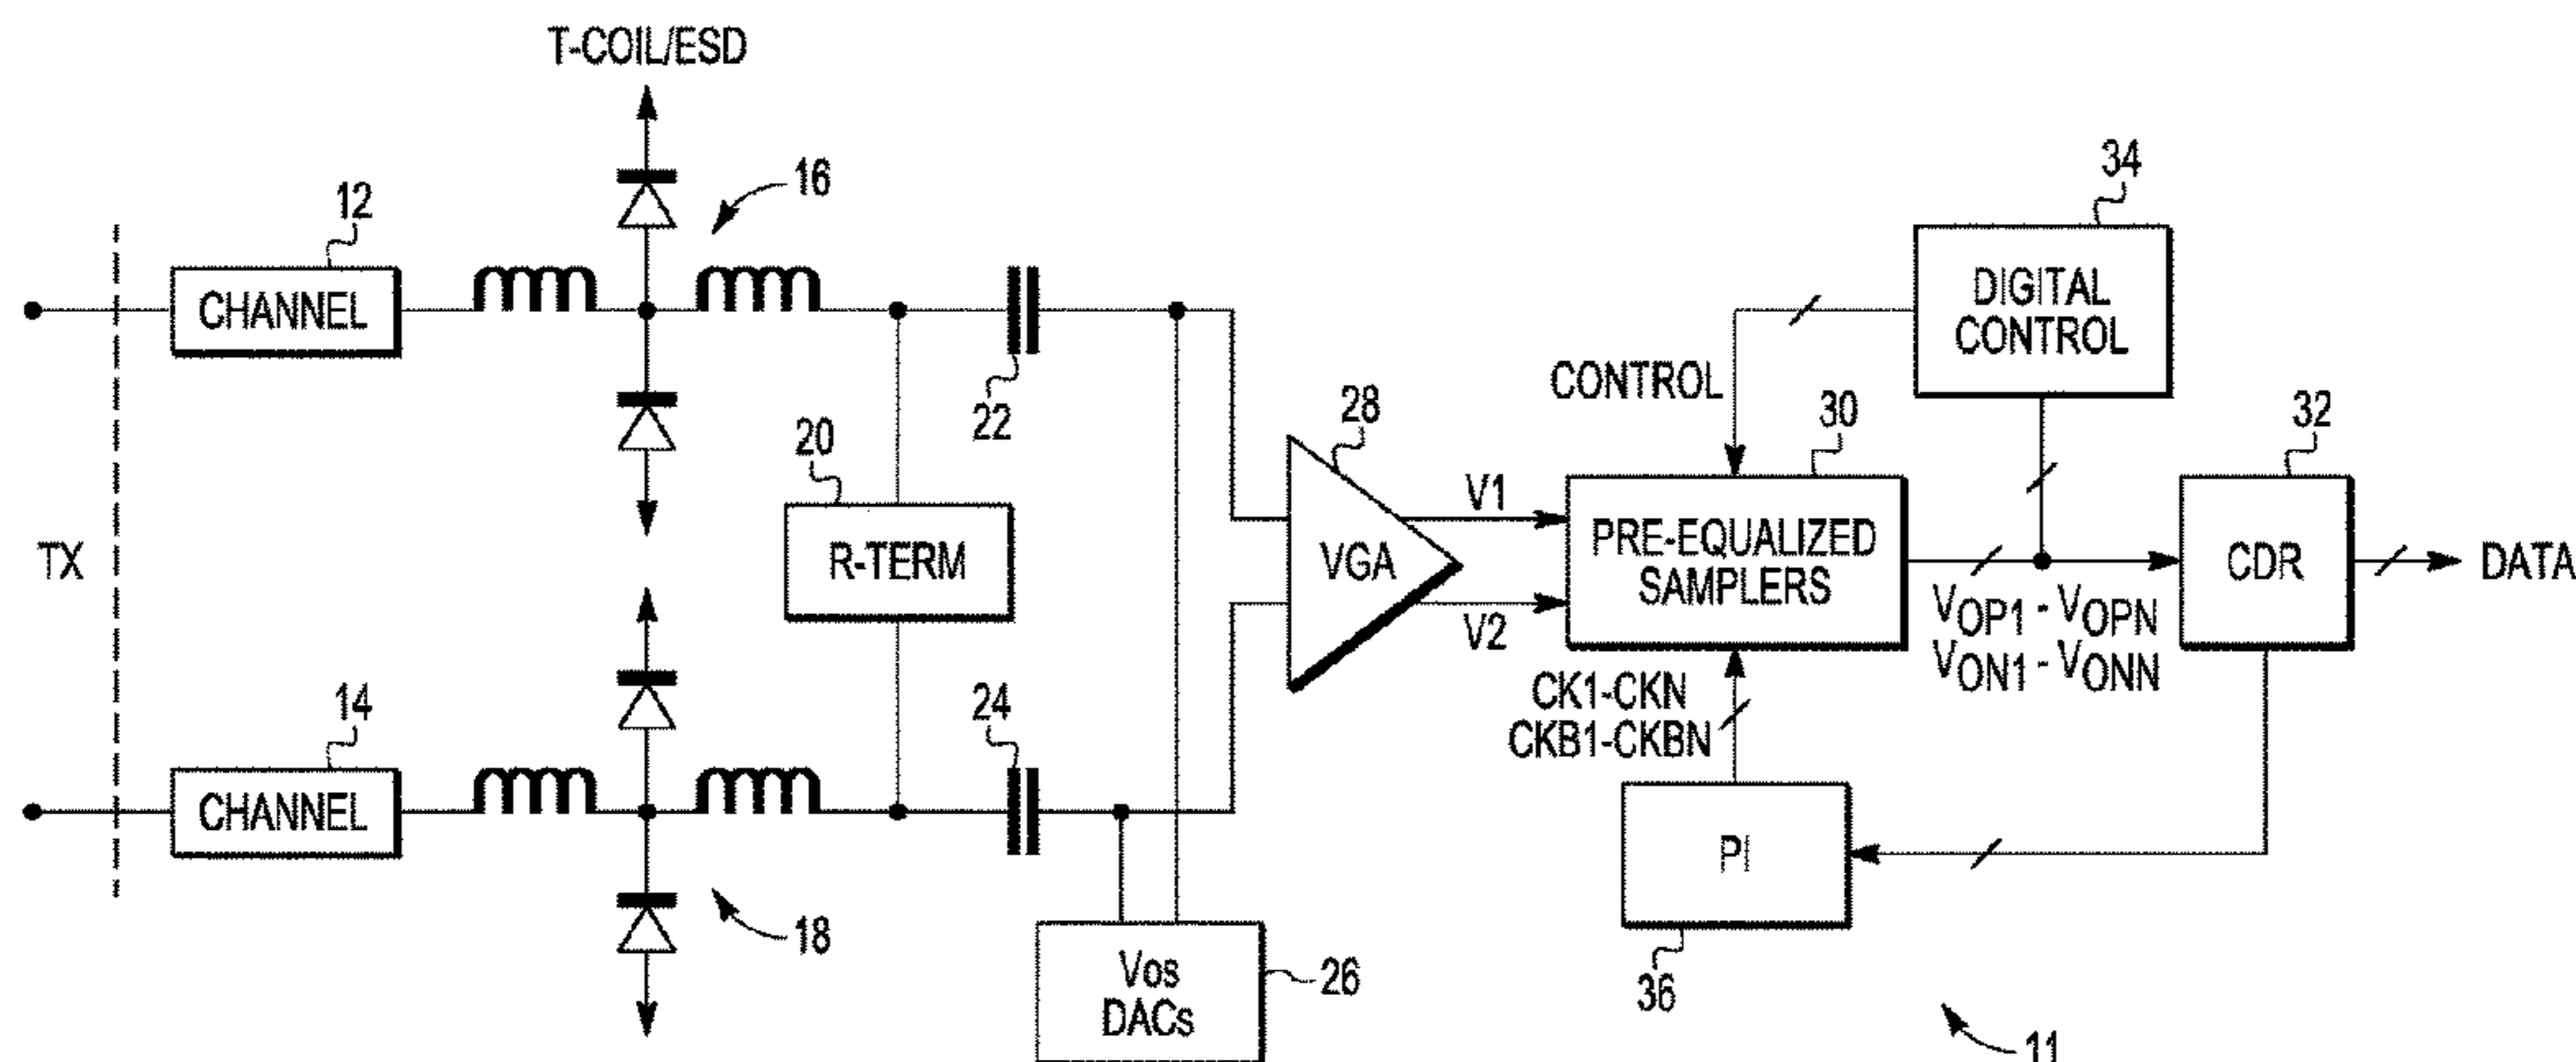 T-COIL/ESD
16
34
12
CHANNEL
DIGITAL
CONTROL
CONTROL
22
28
30
32
20
V1
TX
R-TERM
VGA
PRE-EQUALIZED
SAMPLERS
CDR
DATA
V2
VOP1 - VOPN
VON1 - VONN
14
24
CK1-CKN
CKB1-CKBN
CHANNEL
PI
18
Vos
DACs
26
36
11